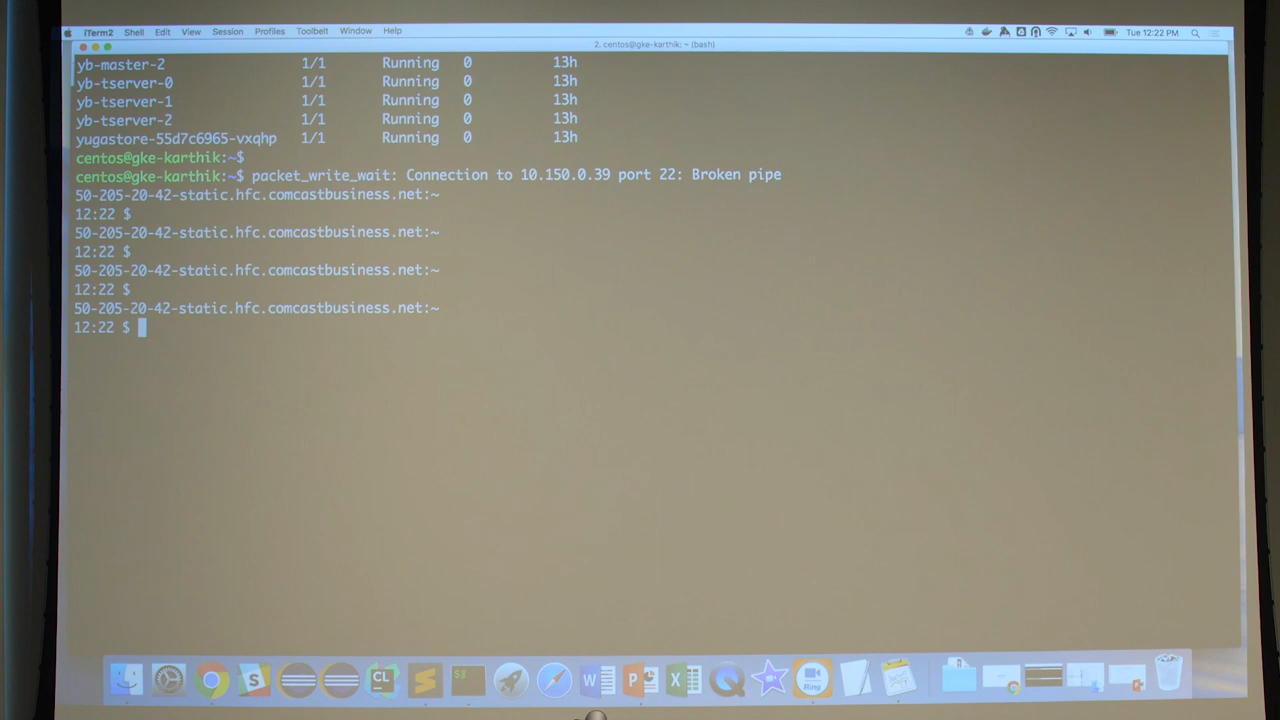 iTerm2 Shell Edit View Session Profiles Toolbelt Window Help Tue 12:22 PM
2. centos@gke-karthik: ~ (bash)
yb-master-2 1/1 Running 0 13h
yb-tserver-0 1/1 Running 0 13h
yb-tserver-1 1/1 Running 0 13h
yb-tserver-2 1/1 Running 0 13h
yugastore-55d7c6965-vxqhp 1/1 Running 0 13h
centos@gke-karthik:~$
centos@gke-karthik:~$ packet_write_wait: Connection to 10.150.0.39 port 22: Broken pipe
50-205-20-42-static.hfc.comcastbusiness.net:~
12:22 $
50-205-20-42-static.hfc.comcastbusiness.net:~
12:22 $
50-205-20-42-static.hfc.comcastbusiness.net:~
12:22 $
50-205-20-42-static.hfc.comcastbusiness.net:~
12:22 $
S CL S $ W P X Q Ring